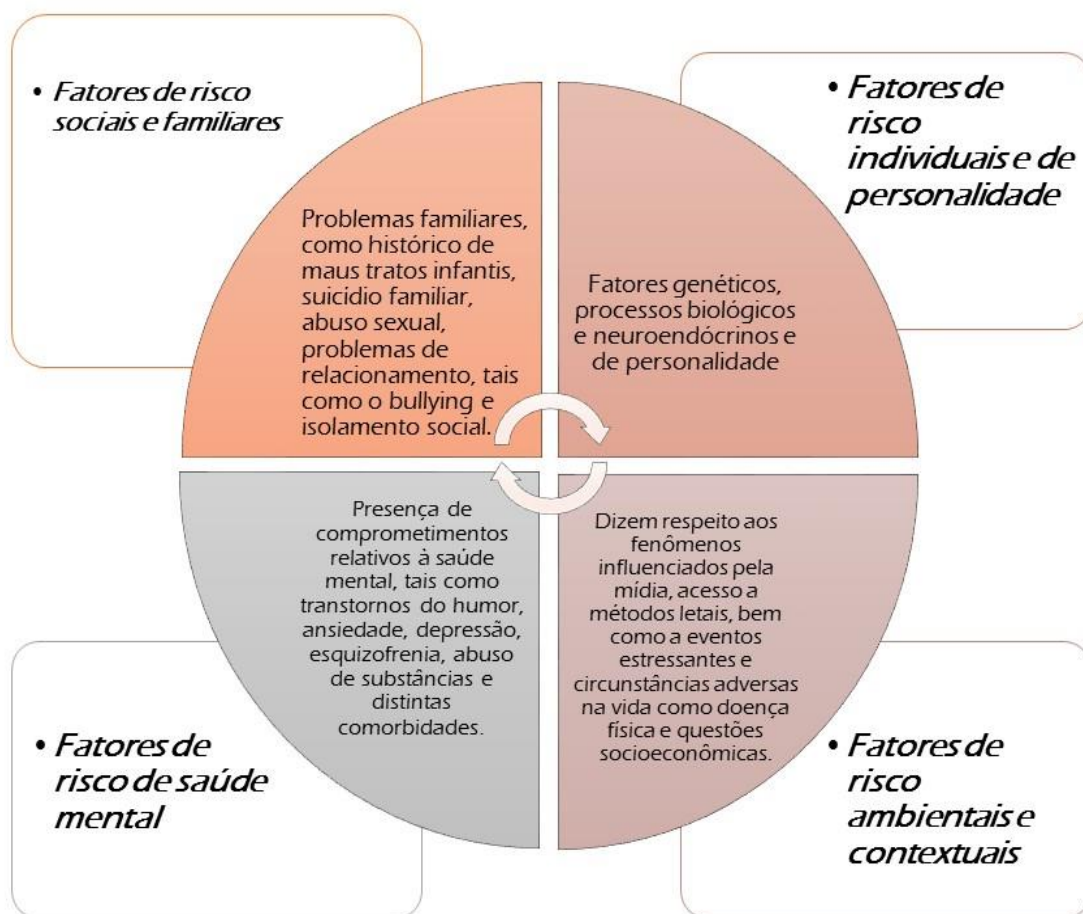 • Fatores de risco
sociais e familiares
Problemas familiares,
como histórico de
maus tratos infantis,
suicídio familiar,
abuso sexual,
problemas de
relacionamento, tais
como o bullying e
isolamento social.
• Fatores de
risco
individuais e de
personalidade
Fatores genéticos,
processos biológicos
e neuroendócrinos e
de personalidade
Presença de
comprometimentos
relativos à saúde
mental, tais como
transtornos do humor,
ansiedade, depressão,
esquizofrenia, abuso
de substâncias e
distintas
comorbidades.
• Fatores de
risco de saúde
mental
Dizem respeito aos
fenômenos
influenciados pela
mídia, acesso a
métodos letais, bem
como a eventos
estressantes e
circunstâncias adversas
na vida como doença
física e questões
socioeconômicas.
• Fatores de
risco
ambientais e
contextuais